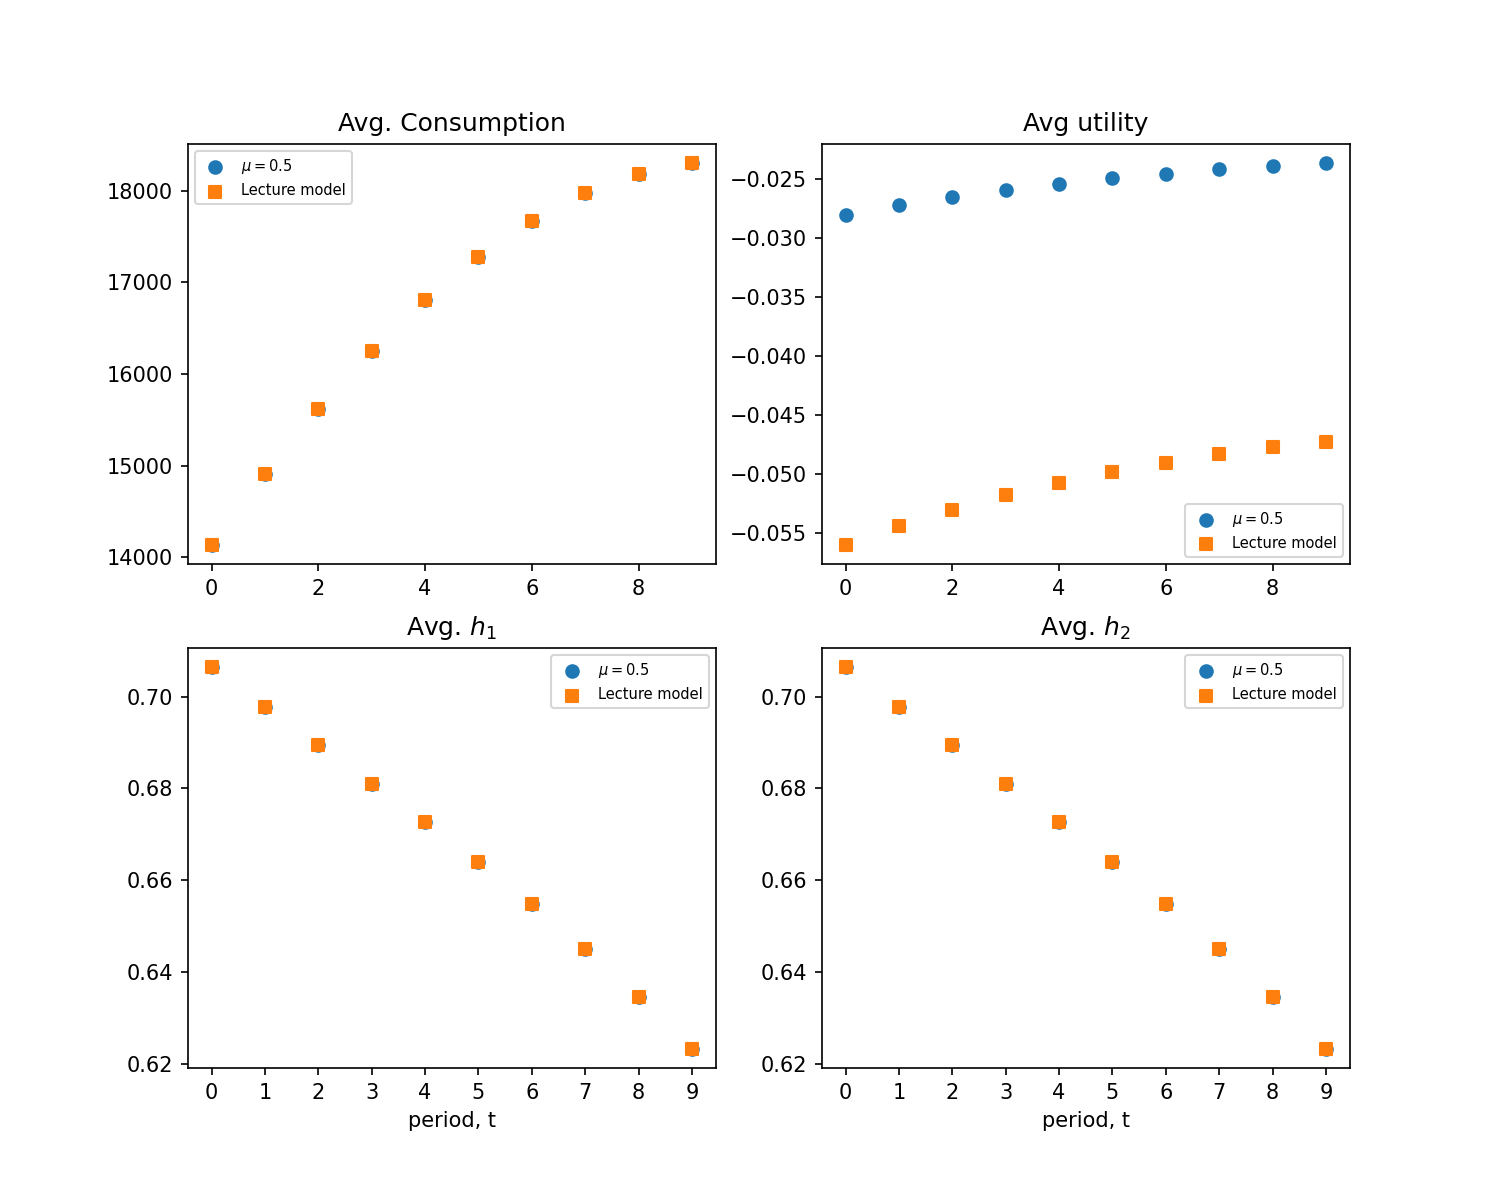 Avg. Consumption
μ = 0.5
Lecture model
18000
17000
16000
15000
14000
0 2 4 6 8
Avg utility
−0.025
−0.030
−0.035
−0.040
−0.045
−0.050
−0.055
μ = 0.5
Lecture model
0 2 4 6 8
Avg. h₁
μ = 0.5
Lecture model
0.70
0.68
0.66
0.64
0.62
0 1 2 3 4 5 6 7 8 9
period, t
Avg. h₂
μ = 0.5
Lecture model
0.70
0.68
0.66
0.64
0.62
0 1 2 3 4 5 6 7 8 9
period, t